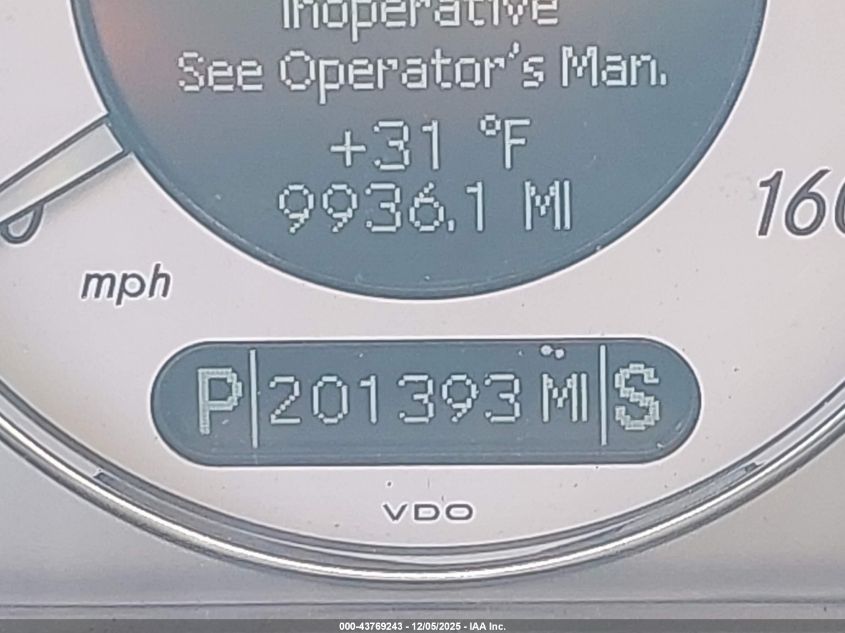 Inoperative
See Operator's Man.
+31 °F
9936.1 MI
160
mph
P 201393 MI S
VDO
000-43769243 - 12/05/2025 - IAA Inc.